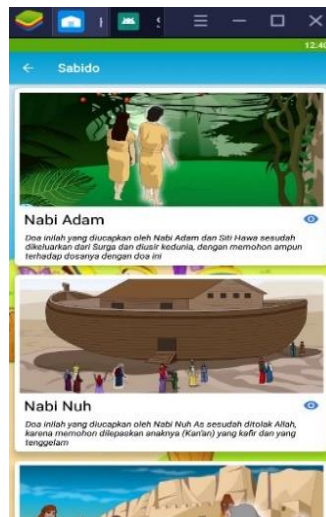 12:40
Sabido
Nabi Adam
Doa inilah yang diucapkan oleh Nabi Adam dan Siti Hawa sesudah
dikeluarkan dari Surga dan diusir kedunia, dengan memohon ampun
terhadap dosanya dengan doa ini
Nabi Nuh
Doa inilah yang diucapkan oleh Nabi Nuh As sesudah ditolak Allah,
karena memohon dilepaskan anaknya (Kan'an) yang kafir dan yang
tenggelam